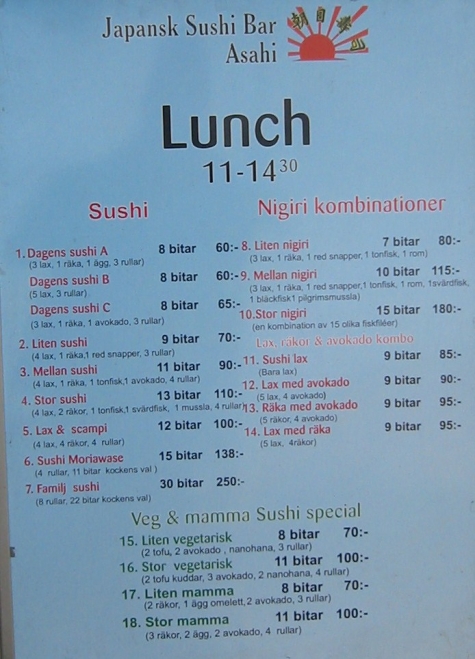 Japansk Sushi Bar
Asahi
朝日
Lunch
11-14 30
Sushi
1. Dagens sushi A 8 bitar 60:-
(3 lax, 1 räka, 1 ägg, 3 rullar)
Dagens sushi B 8 bitar 60:-
(5 lax, 3 rullar)
Dagens sushi C 8 bitar 65:-
(3 lax, 1 räka, 1 avokado, 3 rullar)
2. Liten sushi 9 bitar 70:-
(4 lax, 1 räka,1 red snapper, 3 rullar)
3. Mellan sushi 11 bitar 90:-
(4 lax, 1 räka, 1 tonfisk,1 avokado, 4 rullar)
4. Stor sushi 13 bitar 110:-
(4 lax, 2 räkor, 1 tonfisk,1 svärdfisk, 1 mussla, 4 rullar)
5. Lax & scampi 12 bitar 100:-
(4 lax, 4 räkor, 4 rullar)
6. Sushi Moriawase 15 bitar 138:-
(4 rullar, 11 bitar kockens val )
7. Familj sushi 30 bitar 250:-
(8 rullar, 22 bitar kockens val)
Nigiri kombinationer
8. Liten nigiri 7 bitar 80:-
(3 lax, 1 räka, 1 red snapper,1 tonfisk, 1 rom)
9. Mellan nigiri 10 bitar 115:-
(3 lax, 1 räka, 1 red snapper,1 tonfisk, 1 rom, 1svärdfisk,
1 bläckfisk1 pilgrimsmussla)
10.Stor nigiri 15 bitar 180:-
(en kombination av 15 olika fiskfiléer)
Lax, räkor & avokado kombo
11. Sushi lax 9 bitar 85:-
(Bara lax)
12. Lax med avokado 9 bitar 90:-
(5 lax, 4 avokado)
13. Räka med avokado 9 bitar 95:-
(5 räkor, 4 avokado)
14. Lax med räka 9 bitar 95:-
(5 lax, 4räkor)
Veg & mamma Sushi special
15. Liten vegetarisk 8 bitar 70:-
(2 tofu, 2 avokado , nanohana, 3 rullar)
16. Stor vegetarisk 11 bitar 100:-
(2 tofu kuddar, 3 avokado, 2 nanohana, 4 rullar)
17. Liten mamma 8 bitar 70:-
(2 räkor, 1 ägg omelett,2 avokado, 3 rullar)
18. Stor mamma 11 bitar 100:-
(3 räkor, 2 ägg, 2 avokado, 4 rullar)